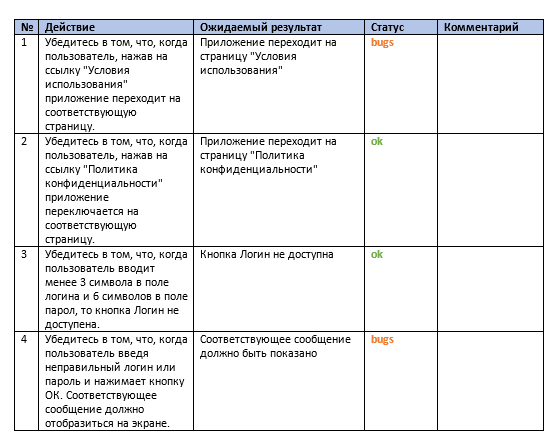 № Действие Ожидаемый результат Статус Комментарий
1 Убедитесь в том, что, когда Приложение переходит на bugs
пользователь, нажав на страницу "Условия
ссылку "Условия использования"
использования"
приложение переходит на
соответствующую
страницу.
2 Убедитесь в том, что, когда Приложение переходит на ok
пользователь, нажав на страницу "Политика
ссылку "Политика конфиденциальности"
конфиденциальности"
приложение
переключается на
соответствующую
страницу.
3 Убедитесь в том, что, когда Кнопка Логин не доступна ok
пользователь вводит
менее 3 символа в поле
логина и 6 символов в поле
парол, то кнопка Логин не
доступена.
4 Убедитесь в том, что, когда Соответствующее сообщение bugs
пользователь введя должно быть показано
неправильный логин или
пароль и нажимает кнопку
ОК. Соответствующее
сообщение должно
отобразиться на экране.